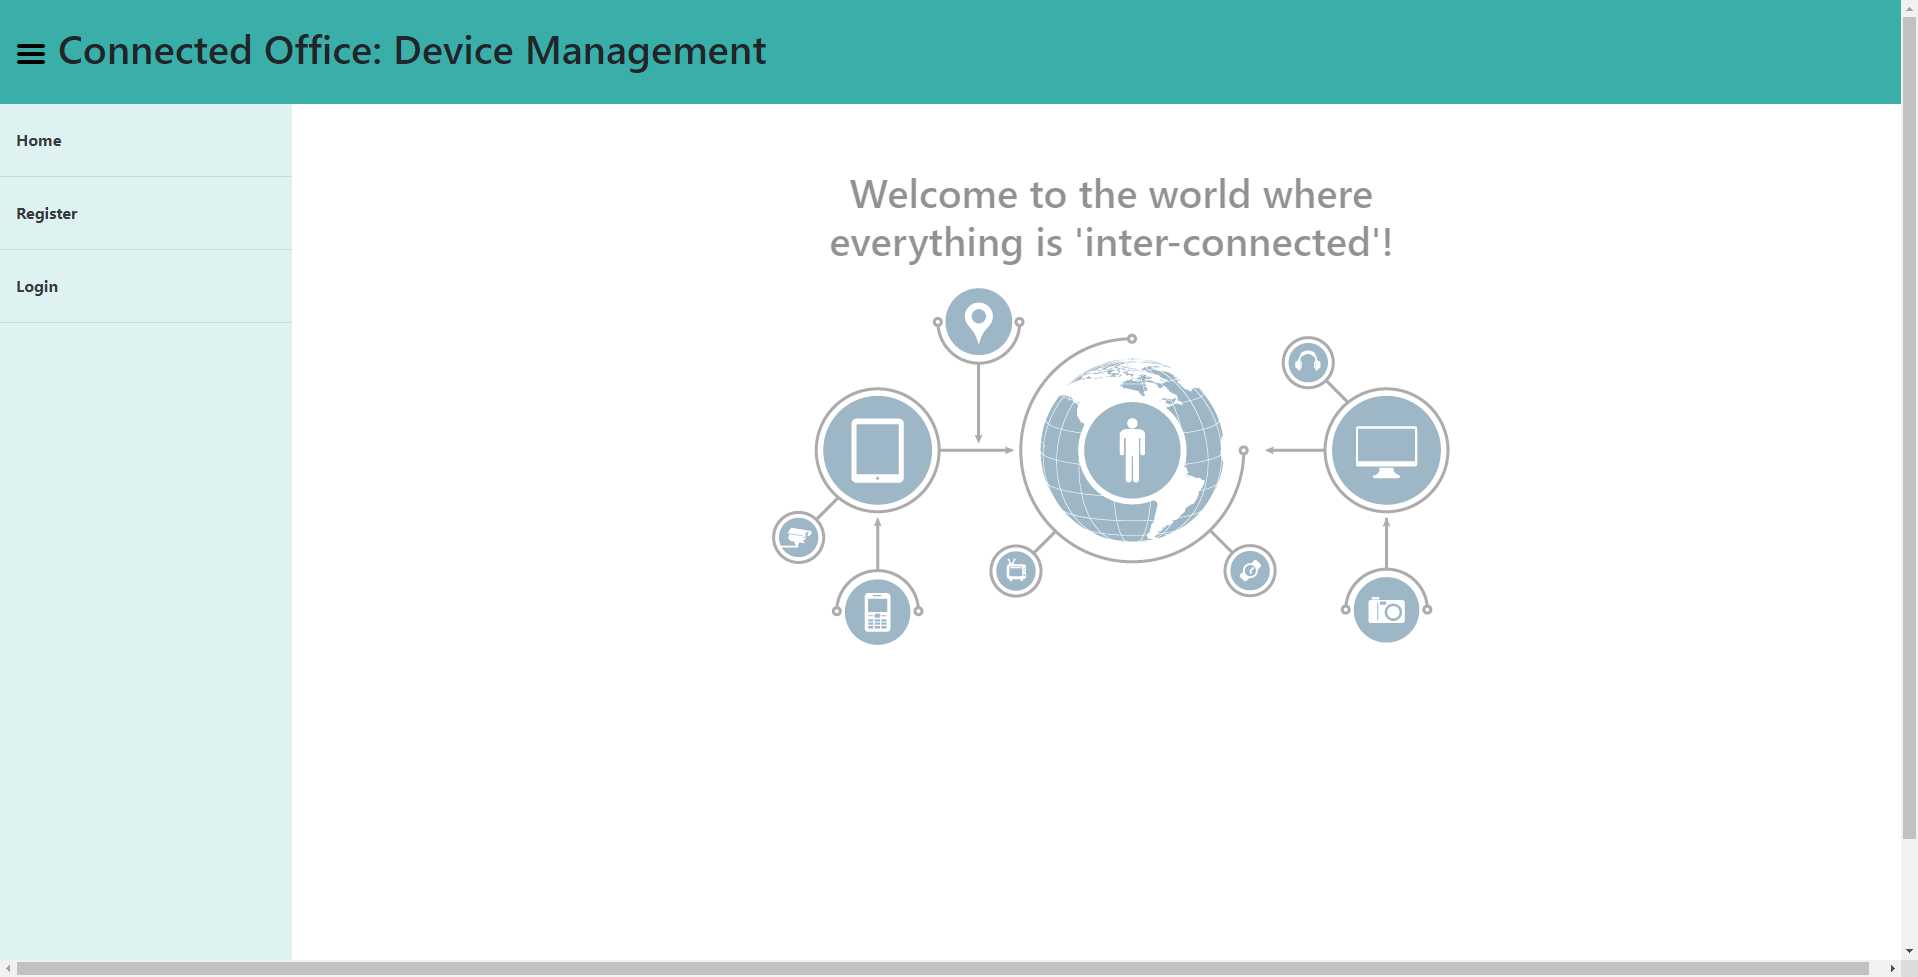 Connected Office: Device Management
Home
Register
Login
Welcome to the world where
everything is 'inter-connected'!